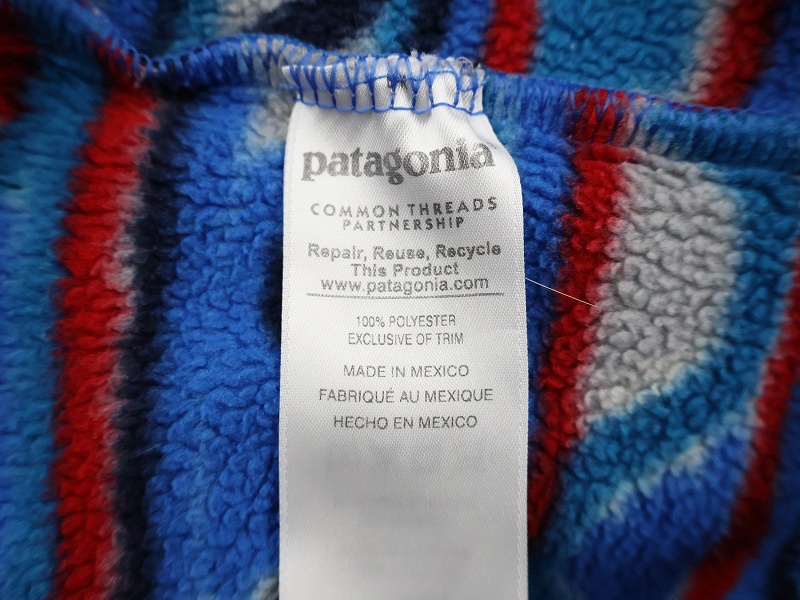 patagonia
COMMON THREADS
PARTNERSHIP
Repair, Reuse, Recycle
This Product
www.patagonia.com
100% POLYESTER
EXCLUSIVE OF TRIM
MADE IN MEXICO
FABRIQUÉ AU MEXIQUE
HECHO EN MEXICO